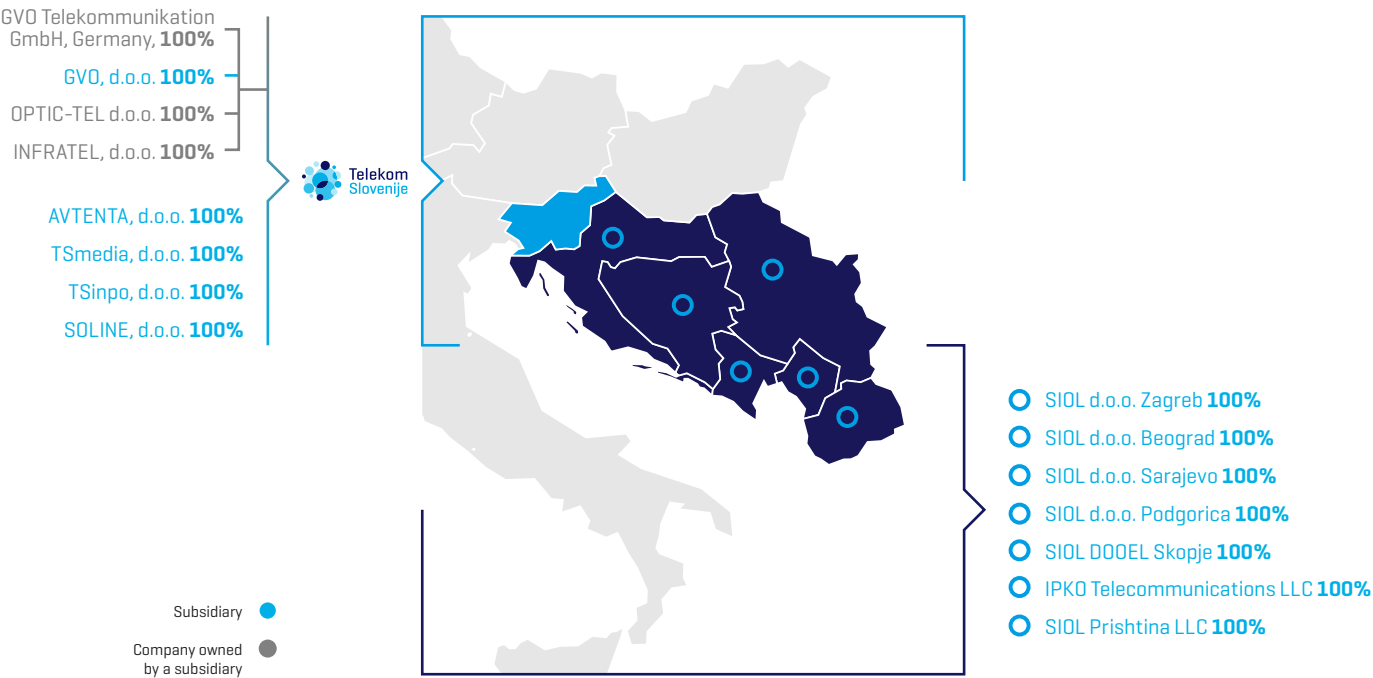 GVO Telekommunikation
GmbH, Germany, 100%
GVO, d.o.o. 100%
OPTIC-TEL d.o.o. 100%
INFRATEL, d.o.o. 100%
AVTENTA, d.o.o. 100%
TSmedia, d.o.o. 100%
TSinpo, d.o.o. 100%
SOLINE, d.o.o. 100%
Telekom
Slovenije
SIOL d.o.o. Zagreb 100%
SIOL d.o.o. Beograd 100%
SIOL d.o.o. Sarajevo 100%
SIOL d.o.o. Podgorica 100%
SIOL DOOEL Skopje 100%
IPKO Telecommunications LLC 100%
SIOL Prishtina LLC 100%
Subsidiary
Company owned
by a subsidiary